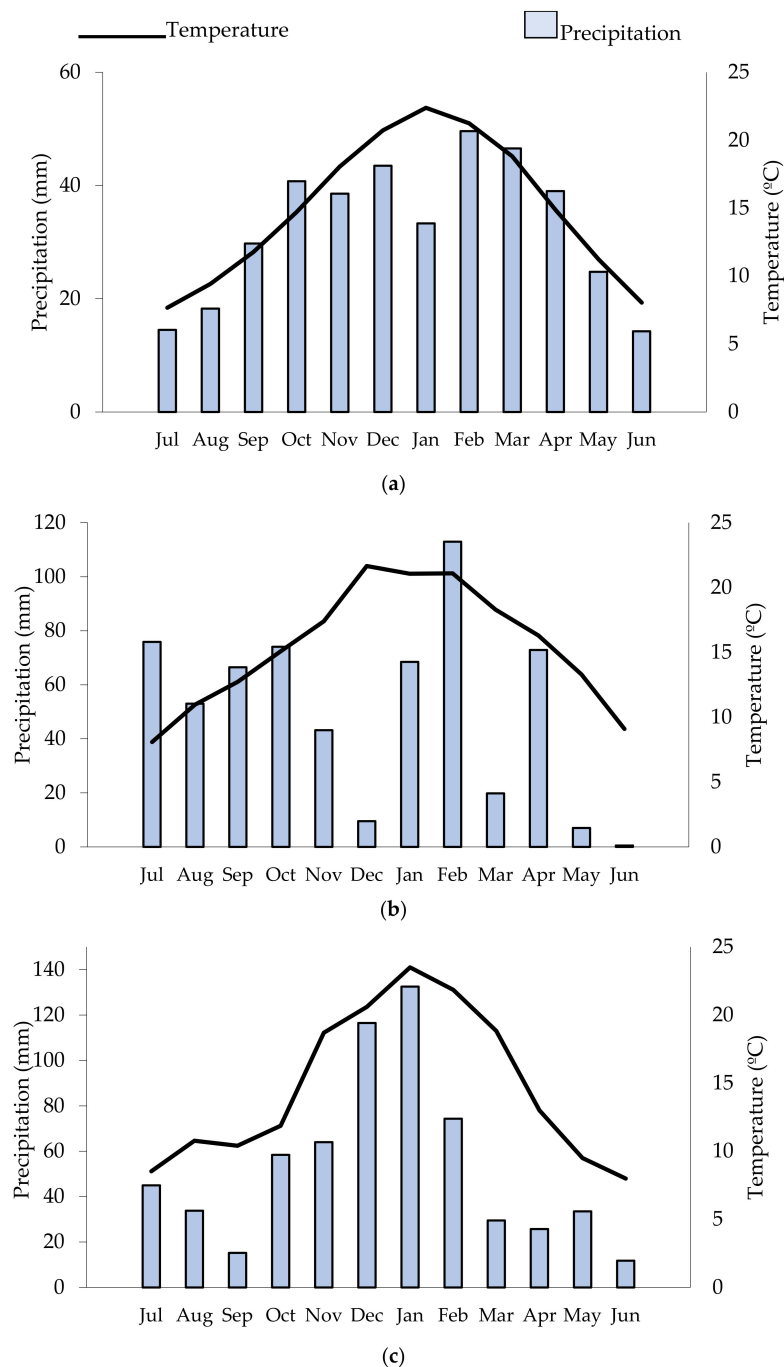 Temperature Precipitation
60 25
20
40
15
10
20
5
0 0
Precipitation (mm)
Temperature (ºC)
Jul Aug Sep Oct Nov Dec Jan Feb Mar Apr May Jun
(a)
120 25
100
20
80
15
60
10
40
5
20
0 0
Precipitation (mm)
Temperature (ºC)
Jul Aug Sep Oct Nov Dec Jan Feb Mar Apr May Jun
(b)
25
140
120
20
100
15
80
60
10
40
5
20
0 0
Precipitation (mm)
Temperature (ºC)
Jul Aug Sep Oct Nov Dec Jan Feb Mar Apr May Jun
(c)